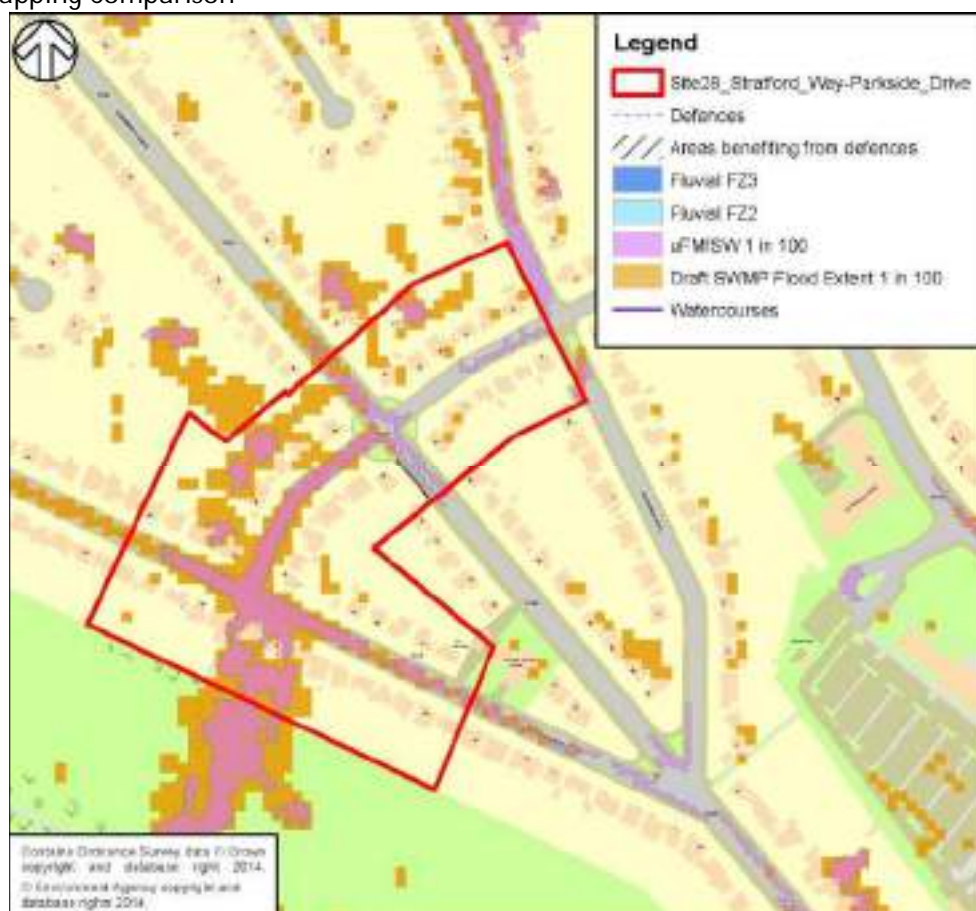 apping comparison
Legend
Site28_Stratford_Way-Parkside_Drive
Defences
Areas benefiting from defences
Fluvial FZ3
Fluvial FZ2
uFMfSW 1 in 100
Draft SWMP Flood Extent 1 in 100
Watercourses
Contains Ordnance Survey data © Crown
copyright and database right 2014.
© Environment Agency copyright and
database rights 2014.